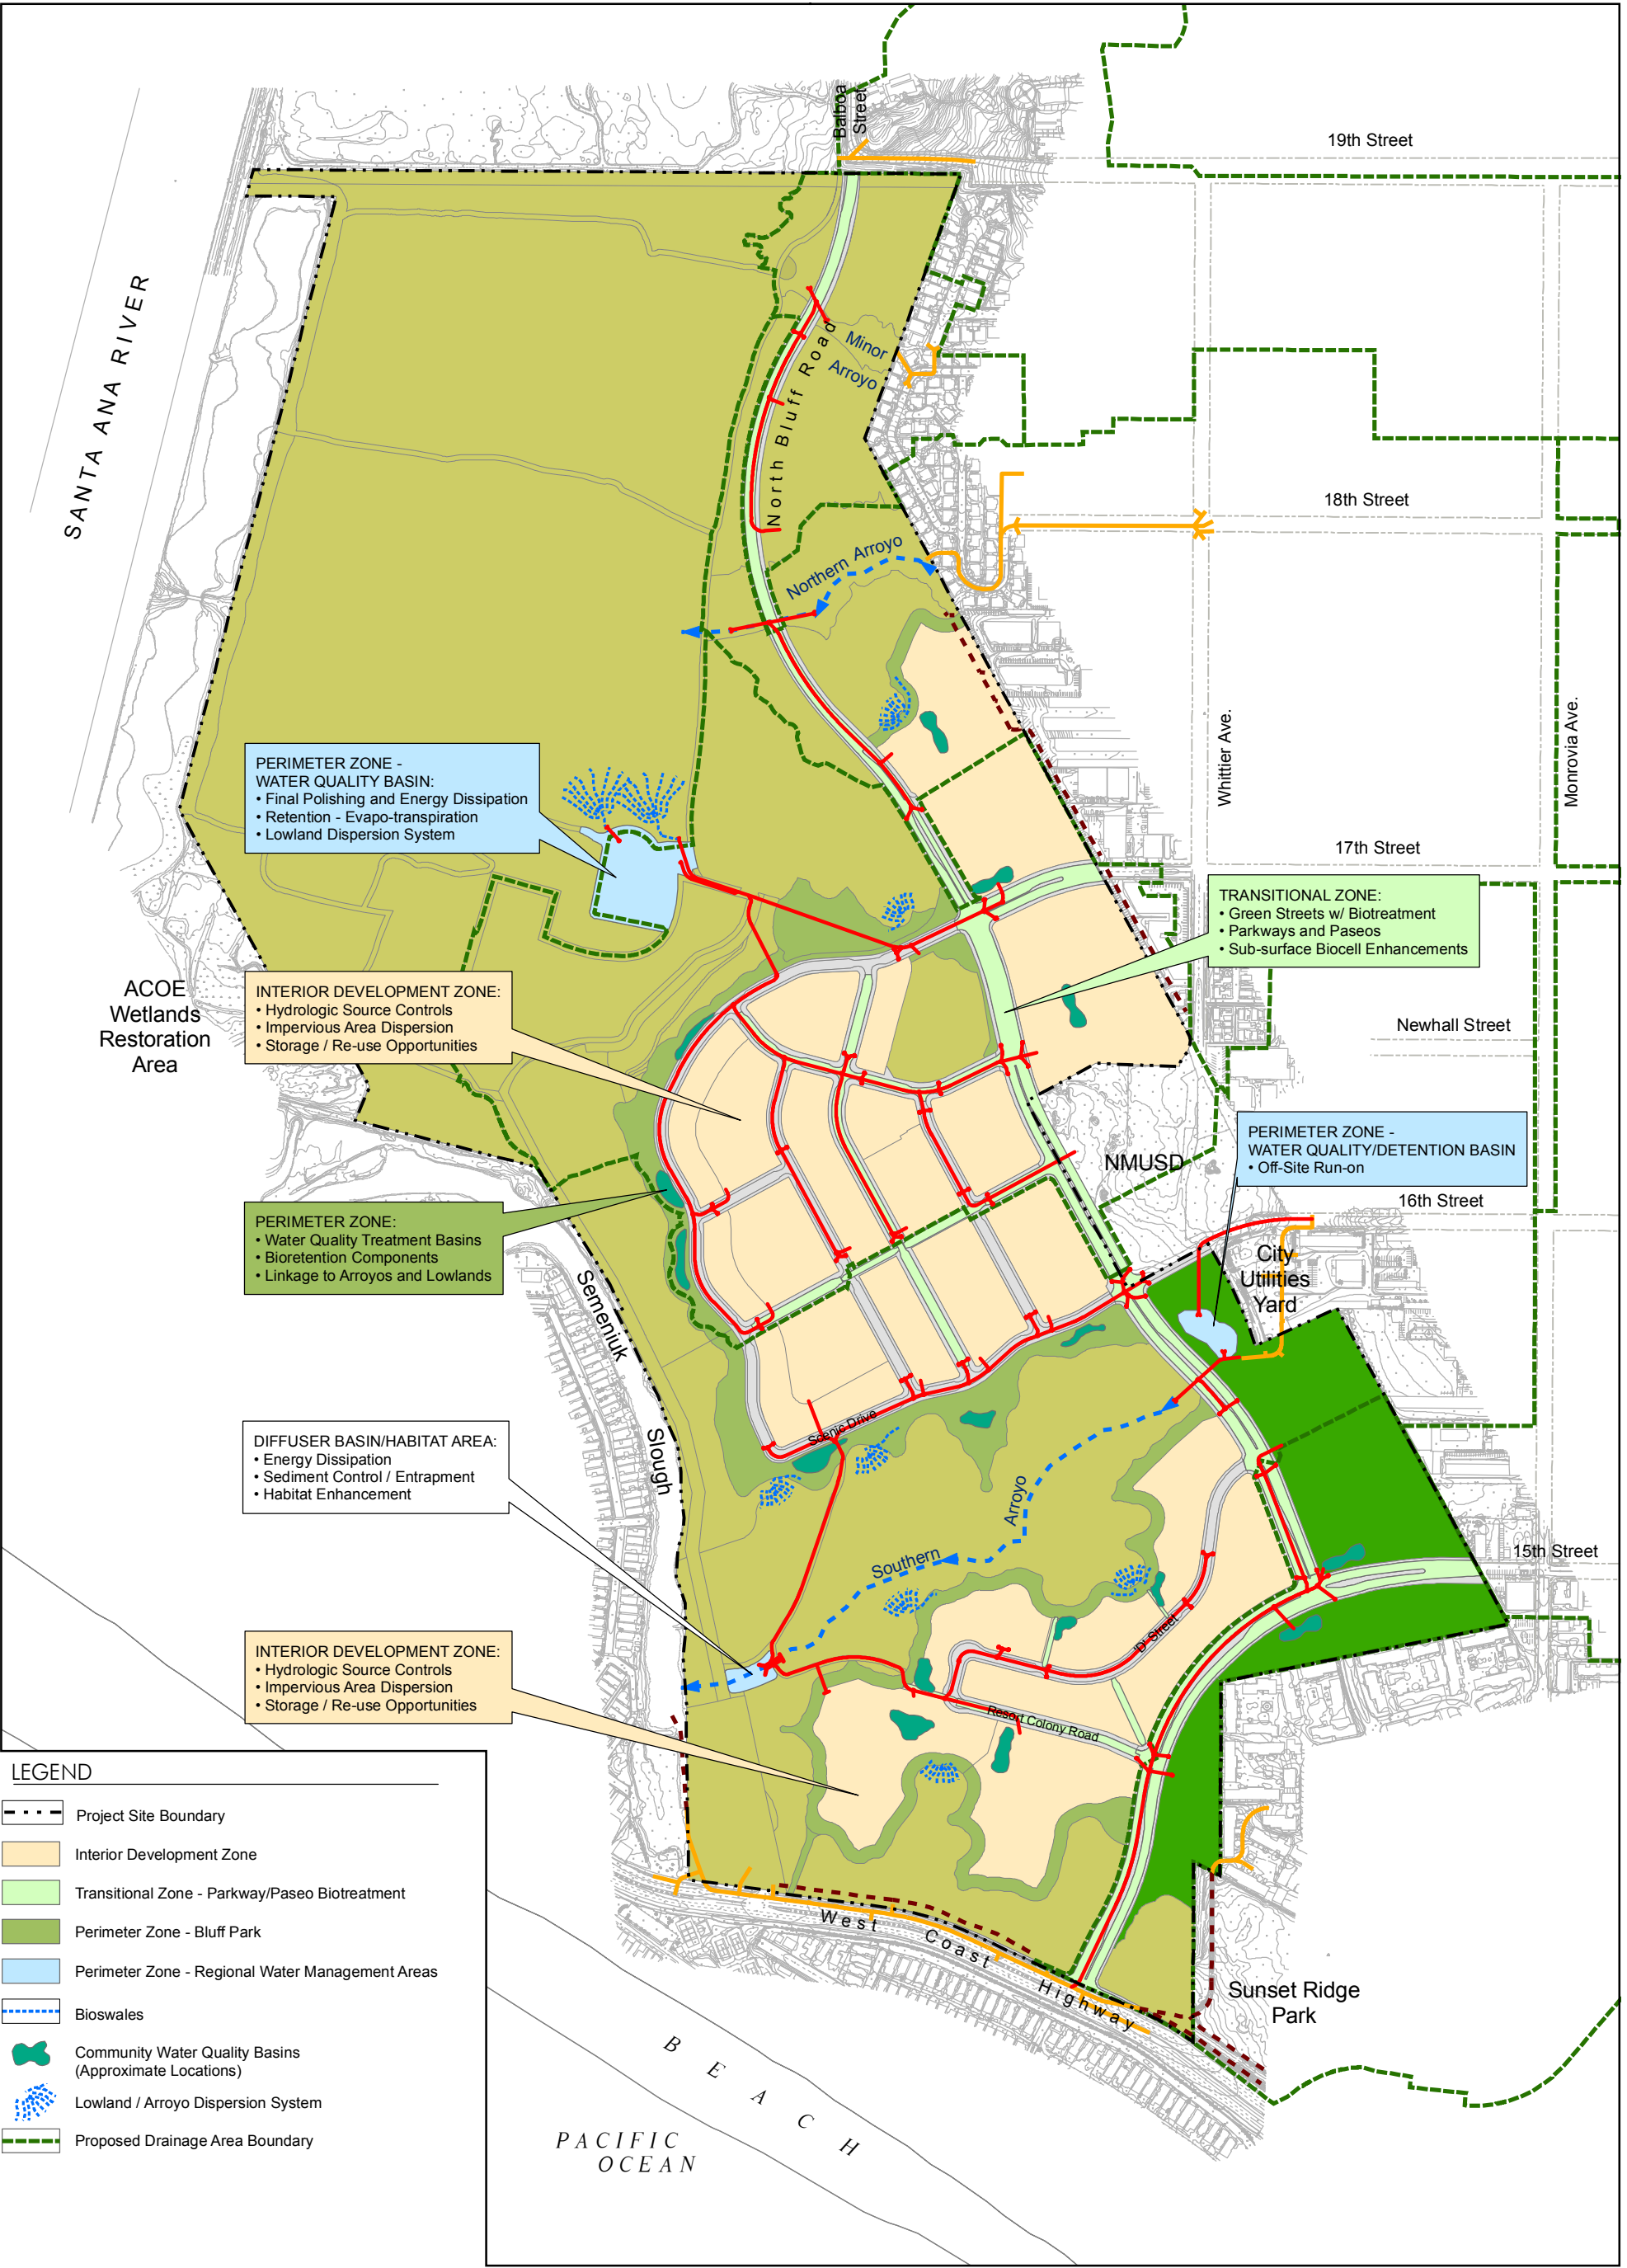 Balboa
Street
19th Street
SANTA ANA RIVER
North Bluff Road
Minor
Arroyo
18th Street
Northern Arroyo
Whittier Ave.
Monrovia Ave.
PERIMETER ZONE -
WATER QUALITY BASIN:
• Final Polishing and Energy Dissipation
• Retention - Evapo-transpiration
• Lowland Dispersion System
17th Street
TRANSITIONAL ZONE:
• Green Streets w/ Biotreatment
• Parkways and Paseos
• Sub-surface Biocell Enhancements
ACOE
Wetlands
Restoration
Area
INTERIOR DEVELOPMENT ZONE:
• Hydrologic Source Controls
• Impervious Area Dispersion
• Storage / Re-use Opportunities
Newhall Street
PERIMETER ZONE -
WATER QUALITY/DETENTION BASIN
• Off-Site Run-on
NMUSD
16th Street
PERIMETER ZONE:
• Water Quality Treatment Basins
• Bioretention Components
• Linkage to Arroyos and Lowlands
City
Utilities
Yard
Semeniuk
Slough
Scenic Drive
DIFFUSER BASIN/HABITAT AREA:
• Energy Dissipation
• Sediment Control / Entrapment
• Habitat Enhancement
Southern
Arroyo
15th Street
'D' Street
INTERIOR DEVELOPMENT ZONE:
• Hydrologic Source Controls
• Impervious Area Dispersion
• Storage / Re-use Opportunities
Resort Colony Road
West Coast Highway
Sunset Ridge
Park
BEACH
PACIFIC
OCEAN
LEGEND
Project Site Boundary
Interior Development Zone
Transitional Zone - Parkway/Paseo Biotreatment
Perimeter Zone - Bluff Park
Perimeter Zone - Regional Water Management Areas
Bioswales
Community Water Quality Basins
(Approximate Locations)
Lowland / Arroyo Dispersion System
Proposed Drainage Area Boundary